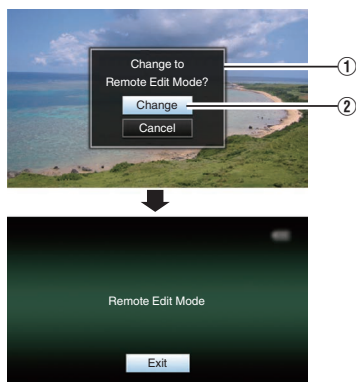 Change to
Remote Edit Mode?
Change
Cancel
①
②
Remote Edit Mode
Exit